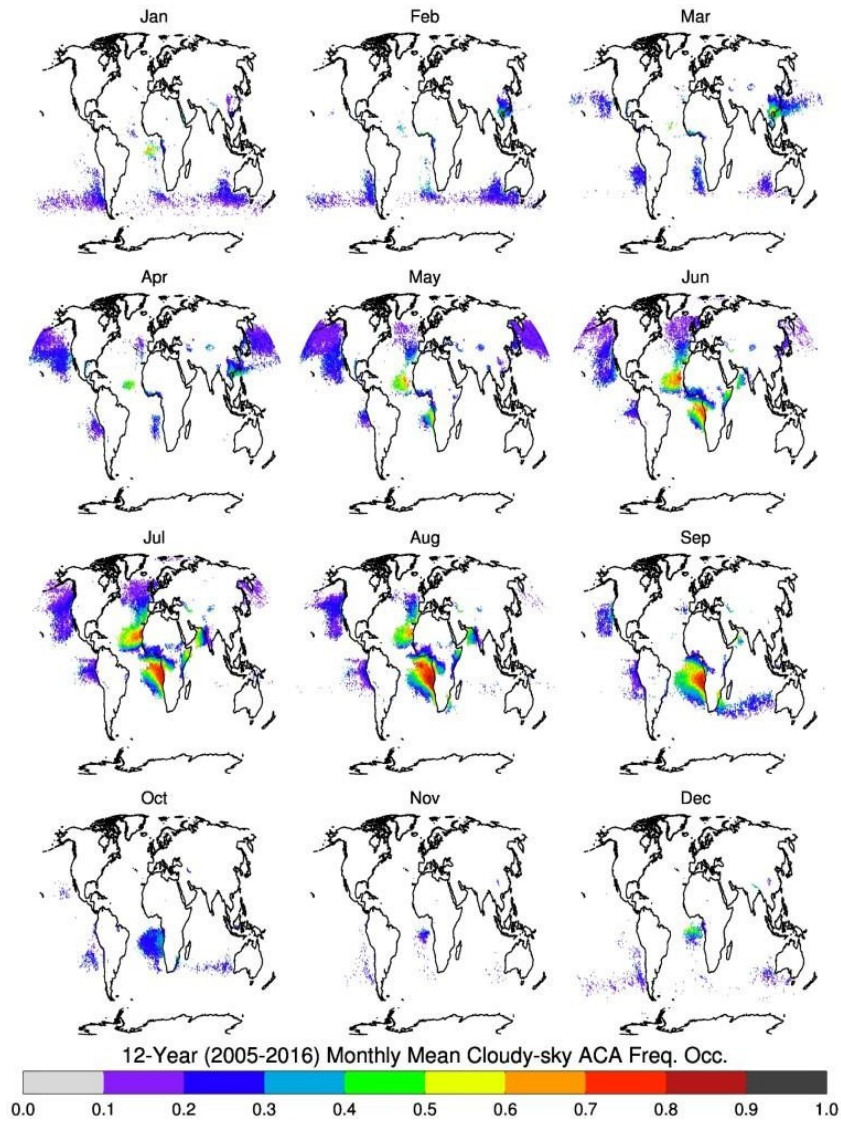 Jan Feb Mar
Apr May Jun
Jul Aug Sep
Oct Nov Dec
12-Year (2005-2016) Monthly Mean Cloudy-sky ACA Freq. Occ.
0.0 0.1 0.2 0.3 0.4 0.5 0.6 0.7 0.8 0.9 1.0